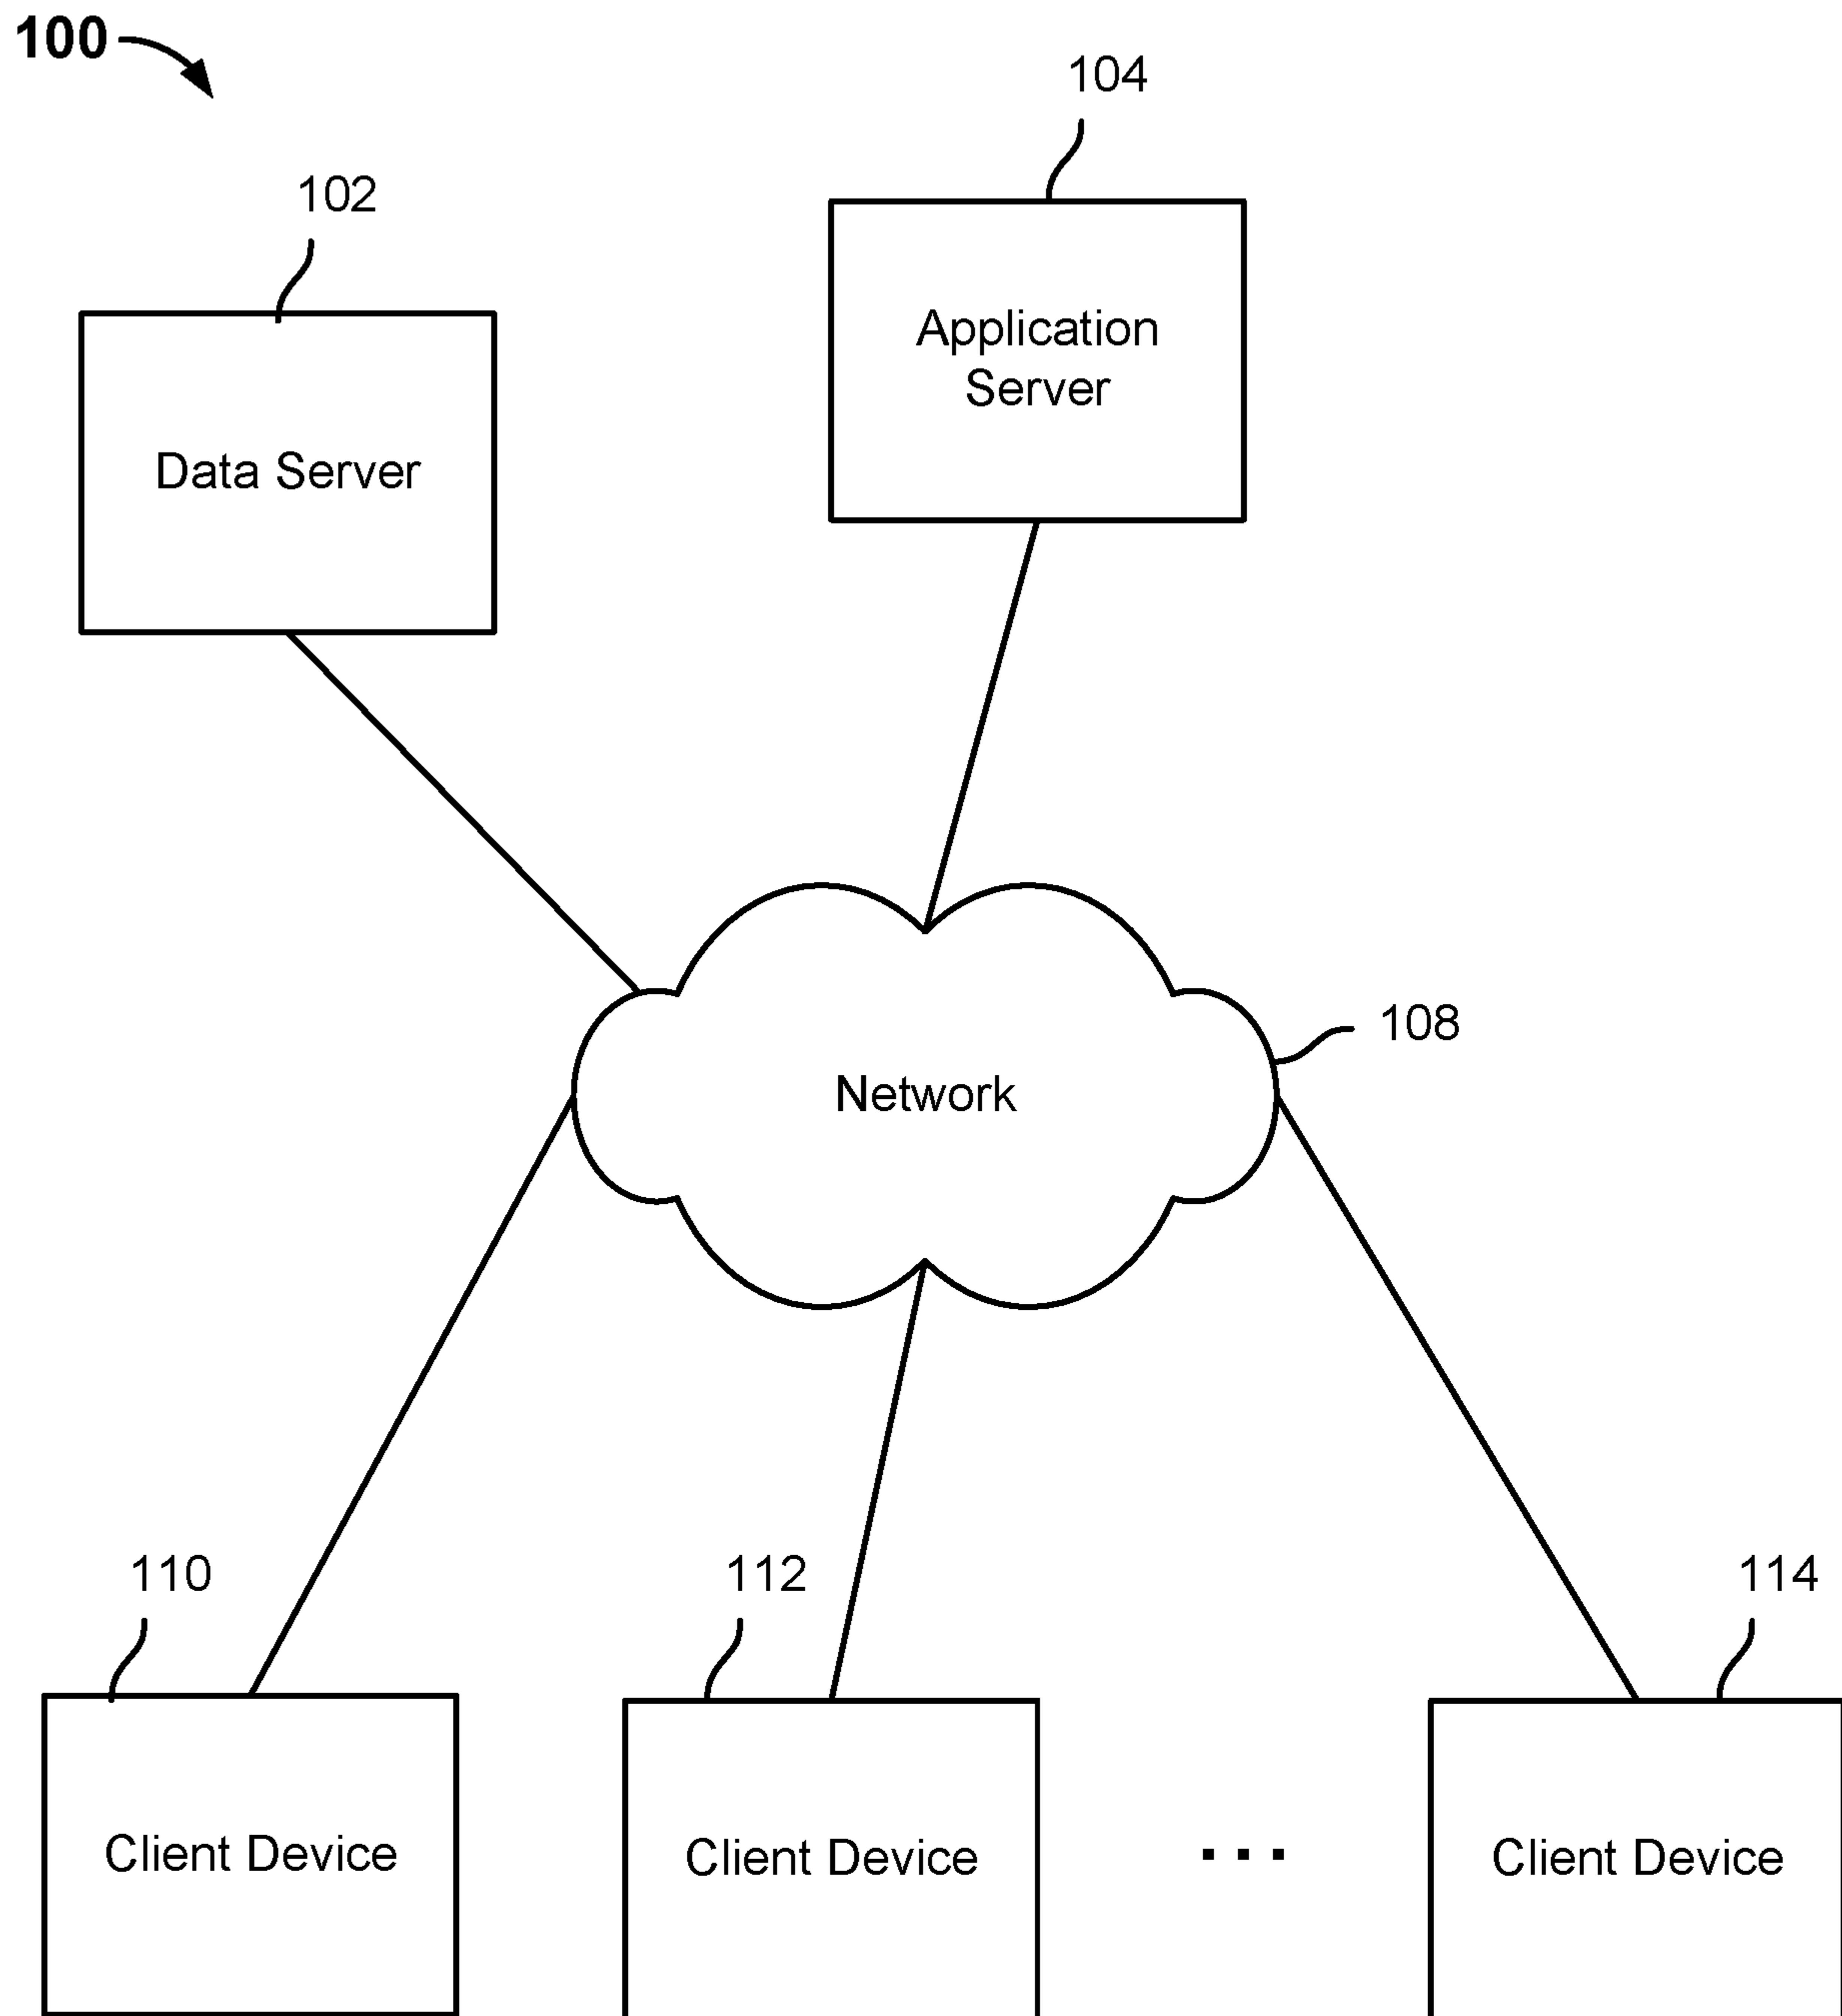 100
104
102
Application
Server
Data Server
108
Network
110
112
114
Client Device
Client Device
...
Client Device